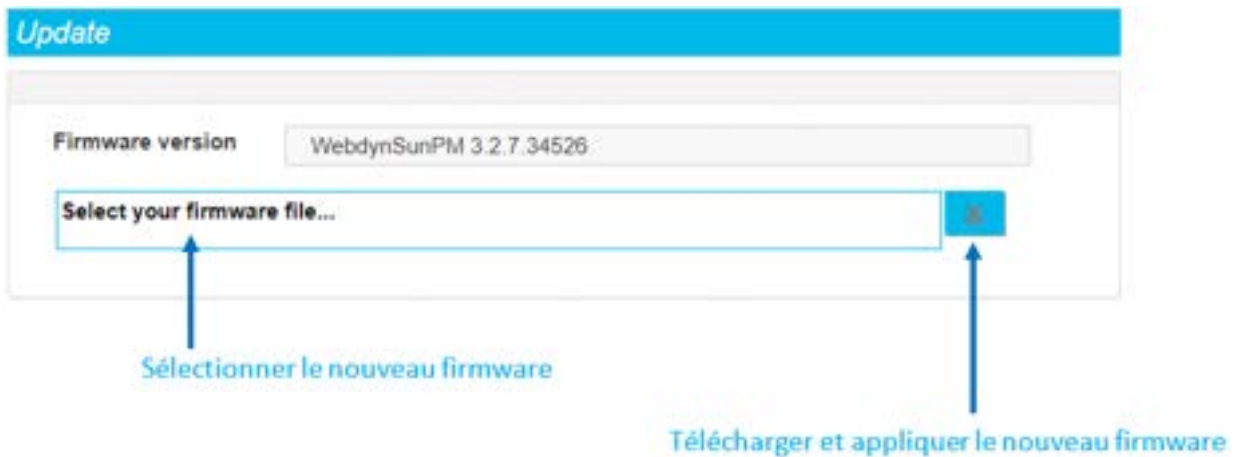 Update
Firmware version
WebdynSunPM 3.2.7.34526
Select your firmware file...
Sélectionner le nouveau firmware
Télécharger et appliquer le nouveau firmware